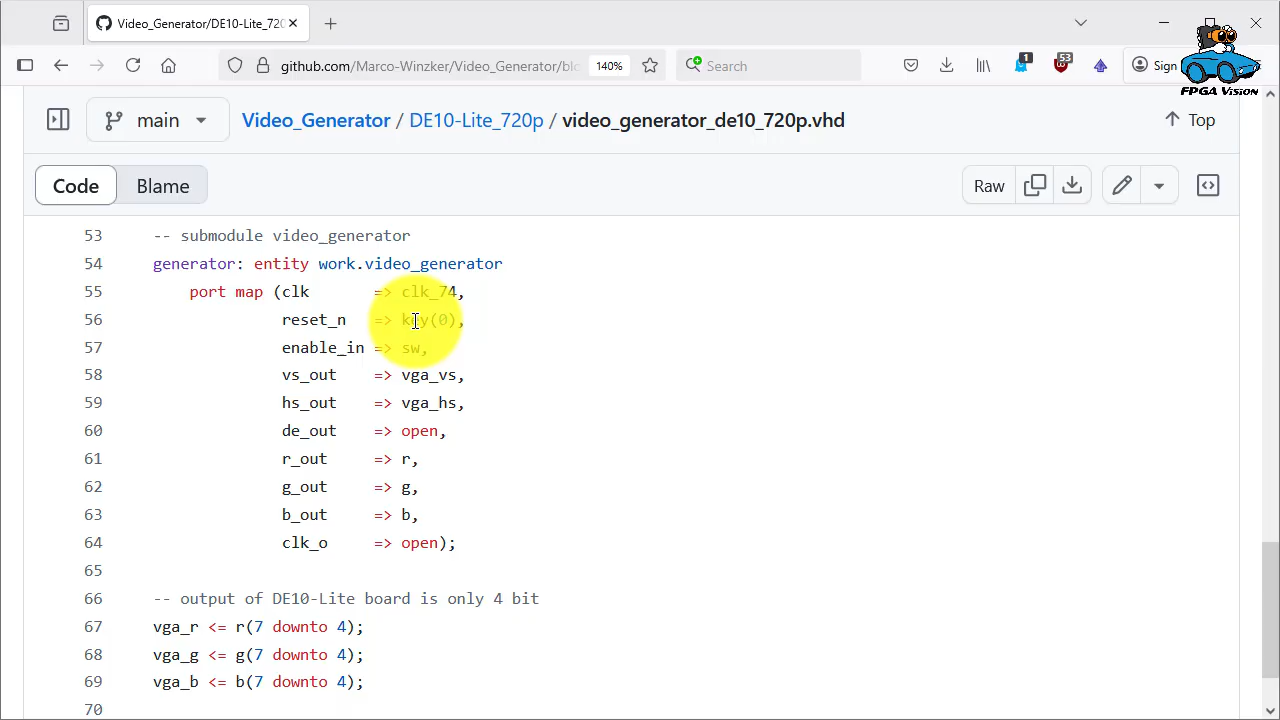 Video_Generator/DE10-Lite_720
github.com/Marco-Winzker/Video_Generator/blo
140%
Search
1
53
Sign
FPGA Vision
main
Video_Generator / DE10-Lite_720p / video_generator_de10_720p.vhd
Top
Code
Blame
Raw
53 -- submodule video_generator
54 generator: entity work.video_generator
55 port map (clk => clk_74,
56 reset_n => key(0),
57 enable_in => sw,
58 vs_out => vga_vs,
59 hs_out => vga_hs,
60 de_out => open,
61 r_out => r,
62 g_out => g,
63 b_out => b,
64 clk_o => open);
65
66 -- output of DE10-Lite board is only 4 bit
67 vga_r <= r(7 downto 4);
68 vga_g <= g(7 downto 4);
69 vga_b <= b(7 downto 4);
70